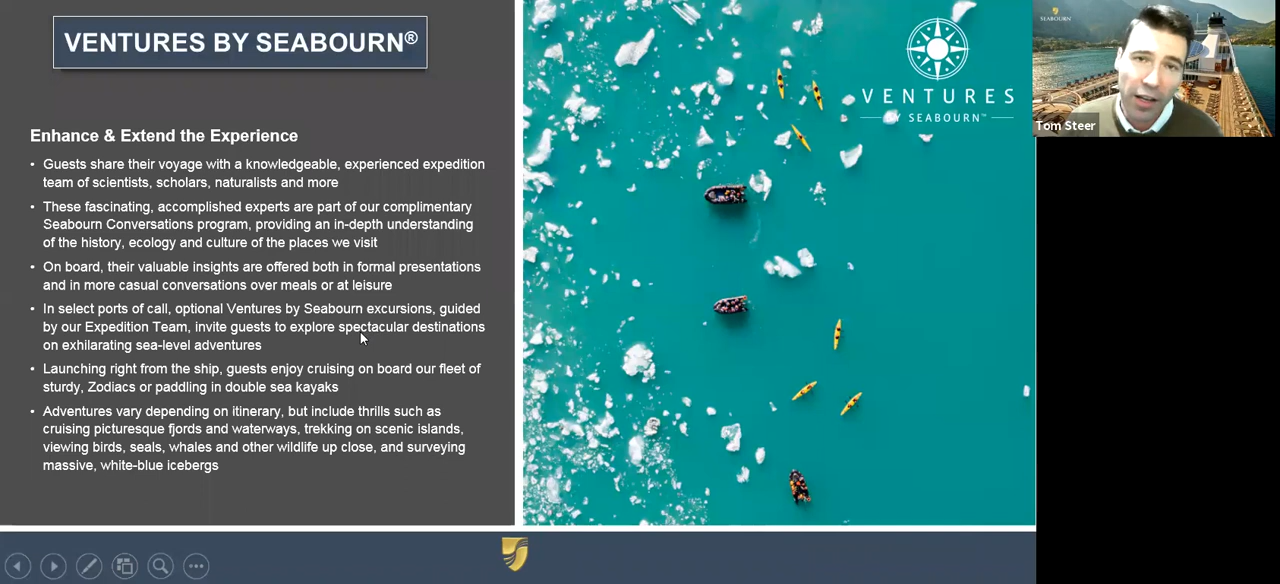 VENTURES BY SEABOURN®
Enhance & Extend the Experience
• Guests share their voyage with a knowledgeable, experienced expedition
team of scientists, scholars, naturalists and more
• These fascinating, accomplished experts are part of our complimentary
Seabourn Conversations program, providing an in-depth understanding
of the history, ecology and culture of the places we visit
• On board, their valuable insights are offered both in formal presentations
and in more casual conversations over meals or at leisure
• In select ports of call, optional Ventures by Seabourn excursions, guided
by our Expedition Team, invite guests to explore spectacular destinations
on exhilarating sea-level adventures
• Launching right from the ship, guests enjoy cruising on board our fleet of
sturdy, Zodiacs or paddling in double sea kayaks
• Adventures vary depending on itinerary, but include thrills such as
cruising picturesque fjords and waterways, trekking on scenic islands,
viewing birds, seals, whales and other wildlife up close, and surveying
massive, white-blue icebergs
VENTURES
BY SEABOURN™
SEABOURN
Tom Steer